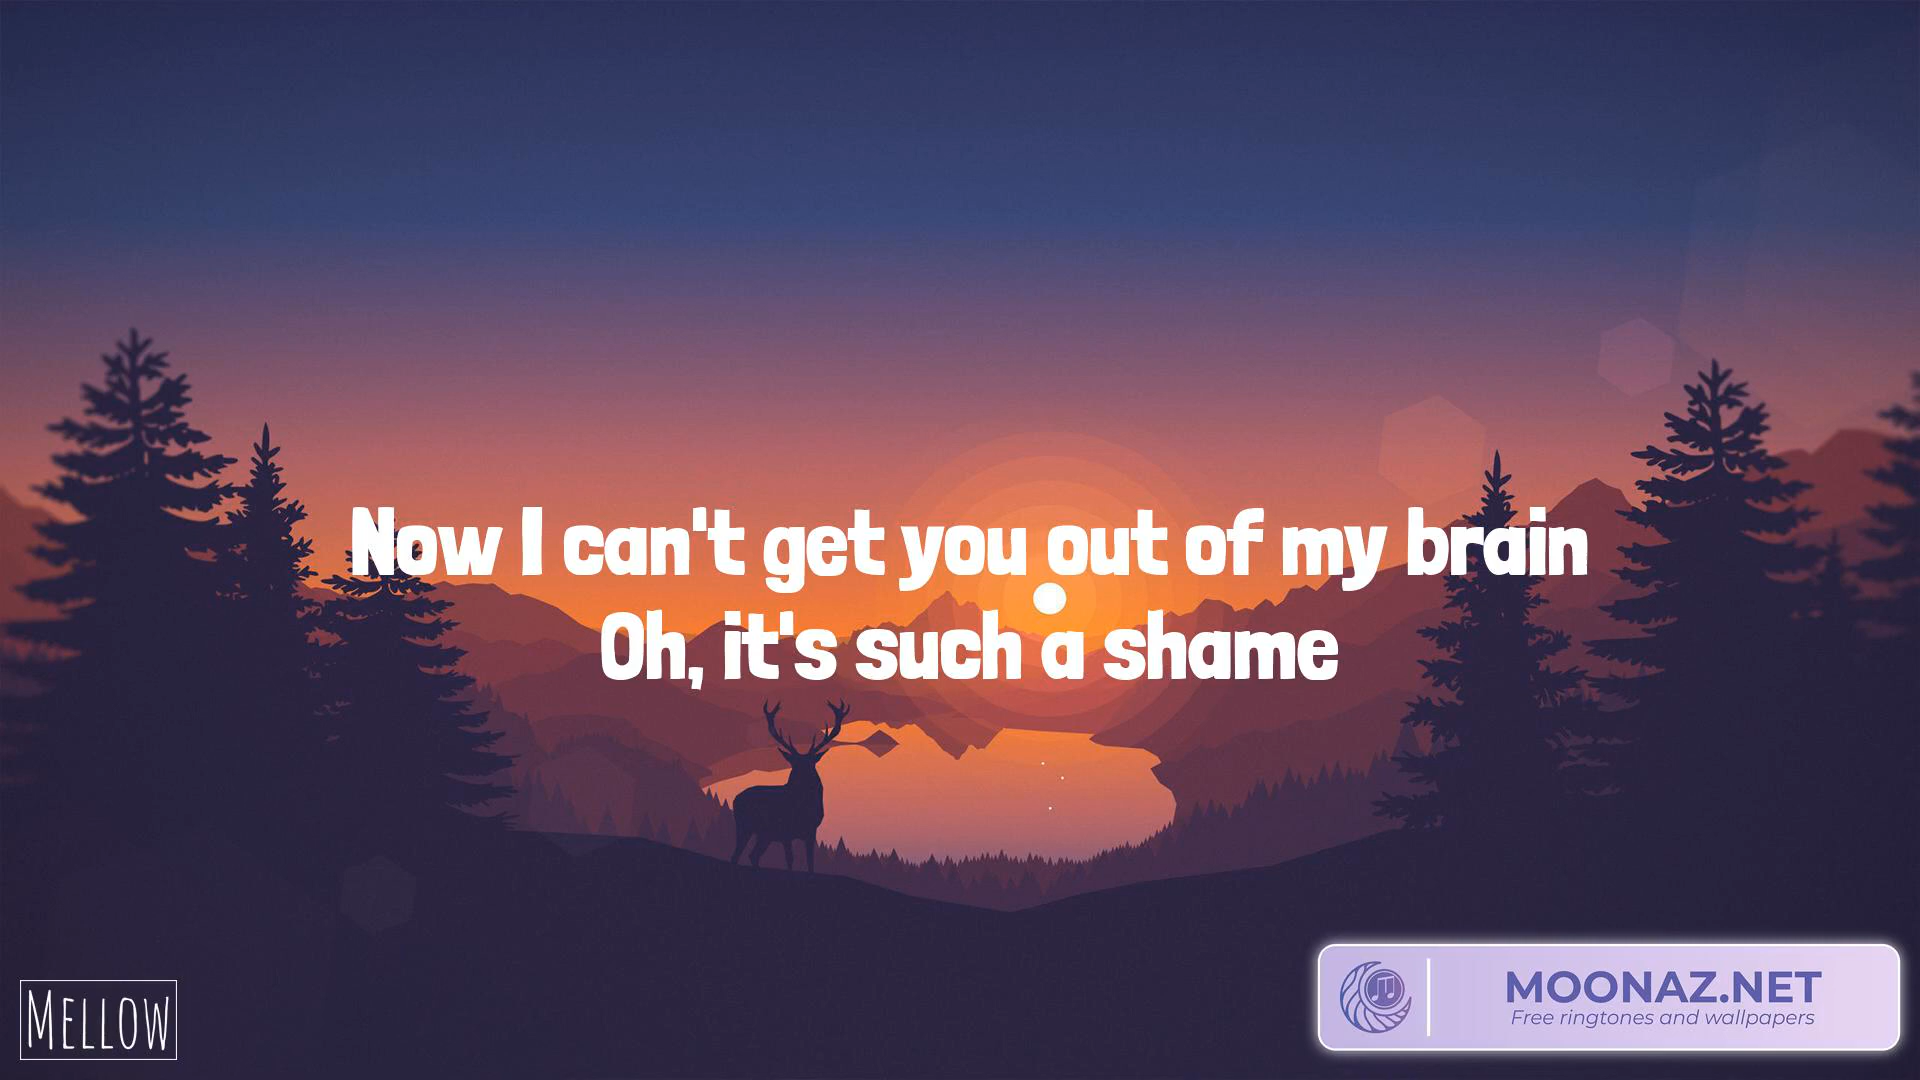 Now I can't get you out of my brain
Oh, it's such a shame
MELLOW
MOONAZ.NET
Free ringtones and wallpapers